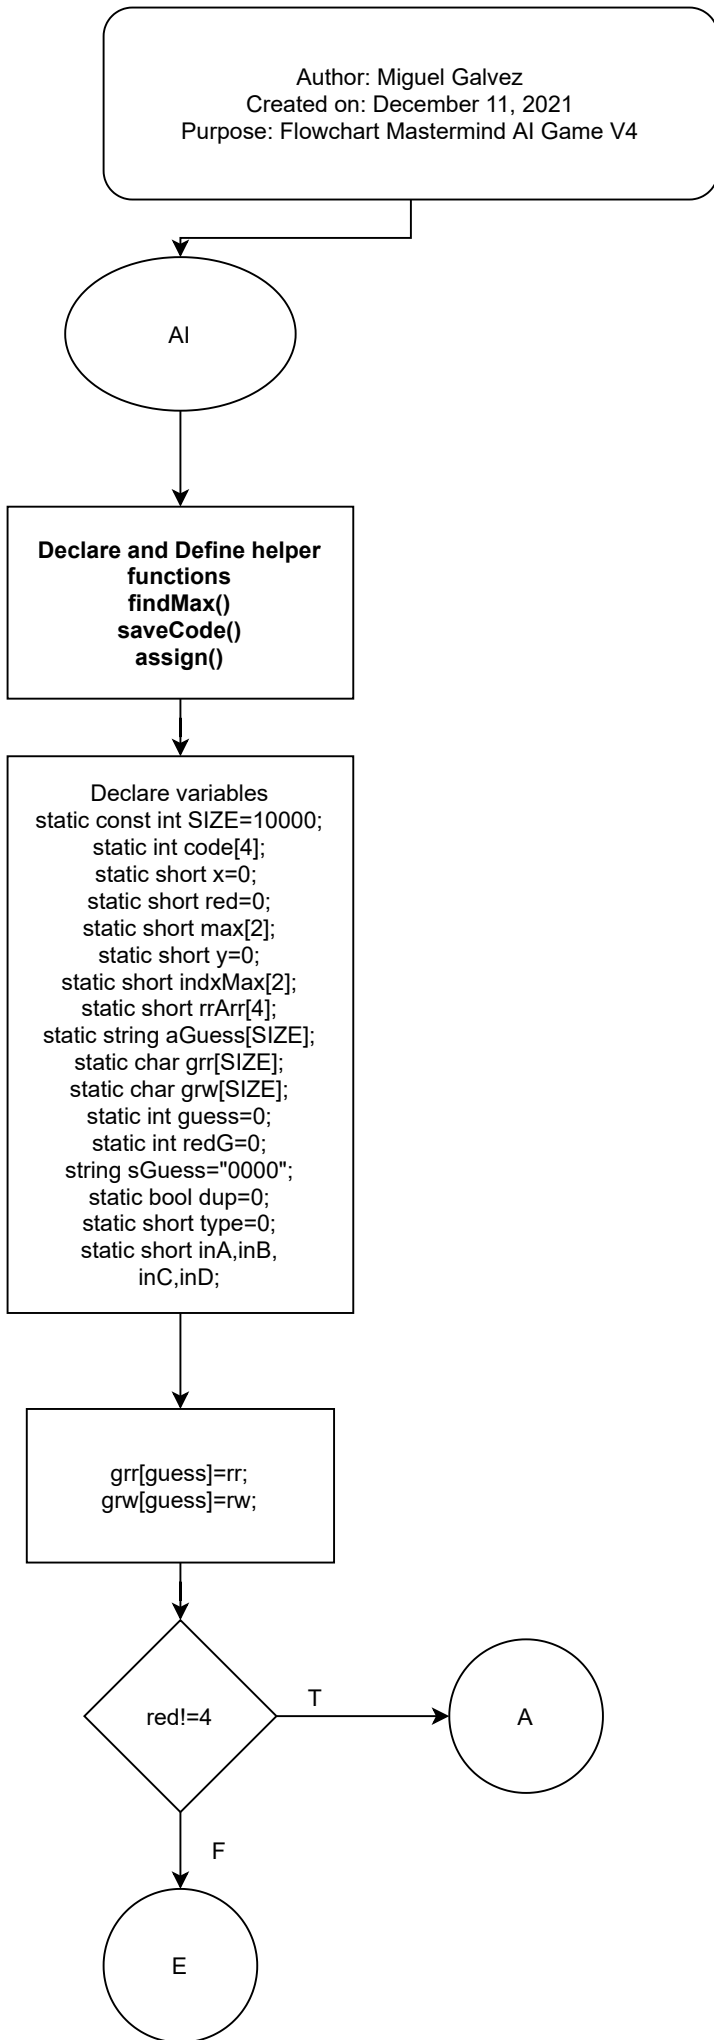 Author: Miguel Galvez
Created on: December 11, 2021
Purpose: Flowchart Mastermind AI Game V4
AI
Declare and Define helper
functions
findMax()
saveCode()
assign()
Declare variables
static const int SIZE=10000;
static int code[4];
static short x=0;
static short red=0;
static short max[2];
static short y=0;
static short indxMax[2];
static short rrArr[4];
static string aGuess[SIZE];
static char grr[SIZE];
static char grw[SIZE];
static int guess=0;
static int redG=0;
string sGuess="0000";
static bool dup=0;
static short type=0;
static short inA,inB,
inC,inD;
grr[guess]=rr;
grw[guess]=rw;
red!=4
T
A
F
E